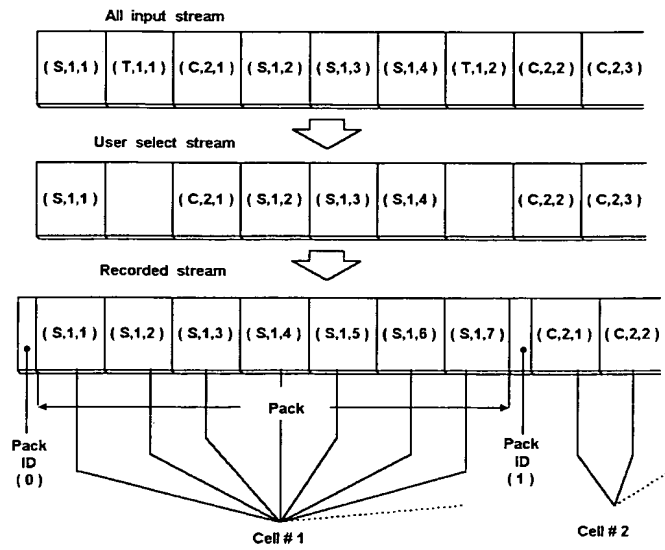 All input stream
(S,1,1) (T,1,1) (C,2,1) (S,1,2) (S,1,3) (S,1,4) (T,1,2) (C,2,2) (C,2,3)
User select stream
(S,1,1) (C,2,1) (S,1,2) (S,1,3) (S,1,4) (C,2,2) (C,2,3)
Recorded stream
(S,1,1) (S,1,2) (S,1,3) (S,1,4) (S,1,5) (S,1,6) (S,1,7) (C,2,1) (C,2,2)
Pack
Pack
ID
(0)
Pack
ID
(1)
Cell # 1
Cell # 2